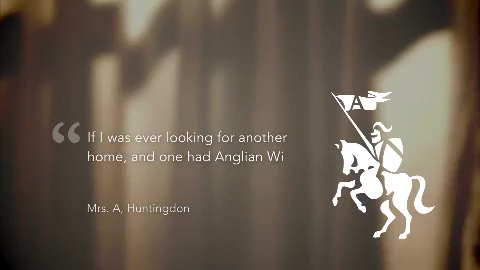 A
“ If I was ever looking for another
home, and one had Anglian Wi
Mrs. A, Huntingdon